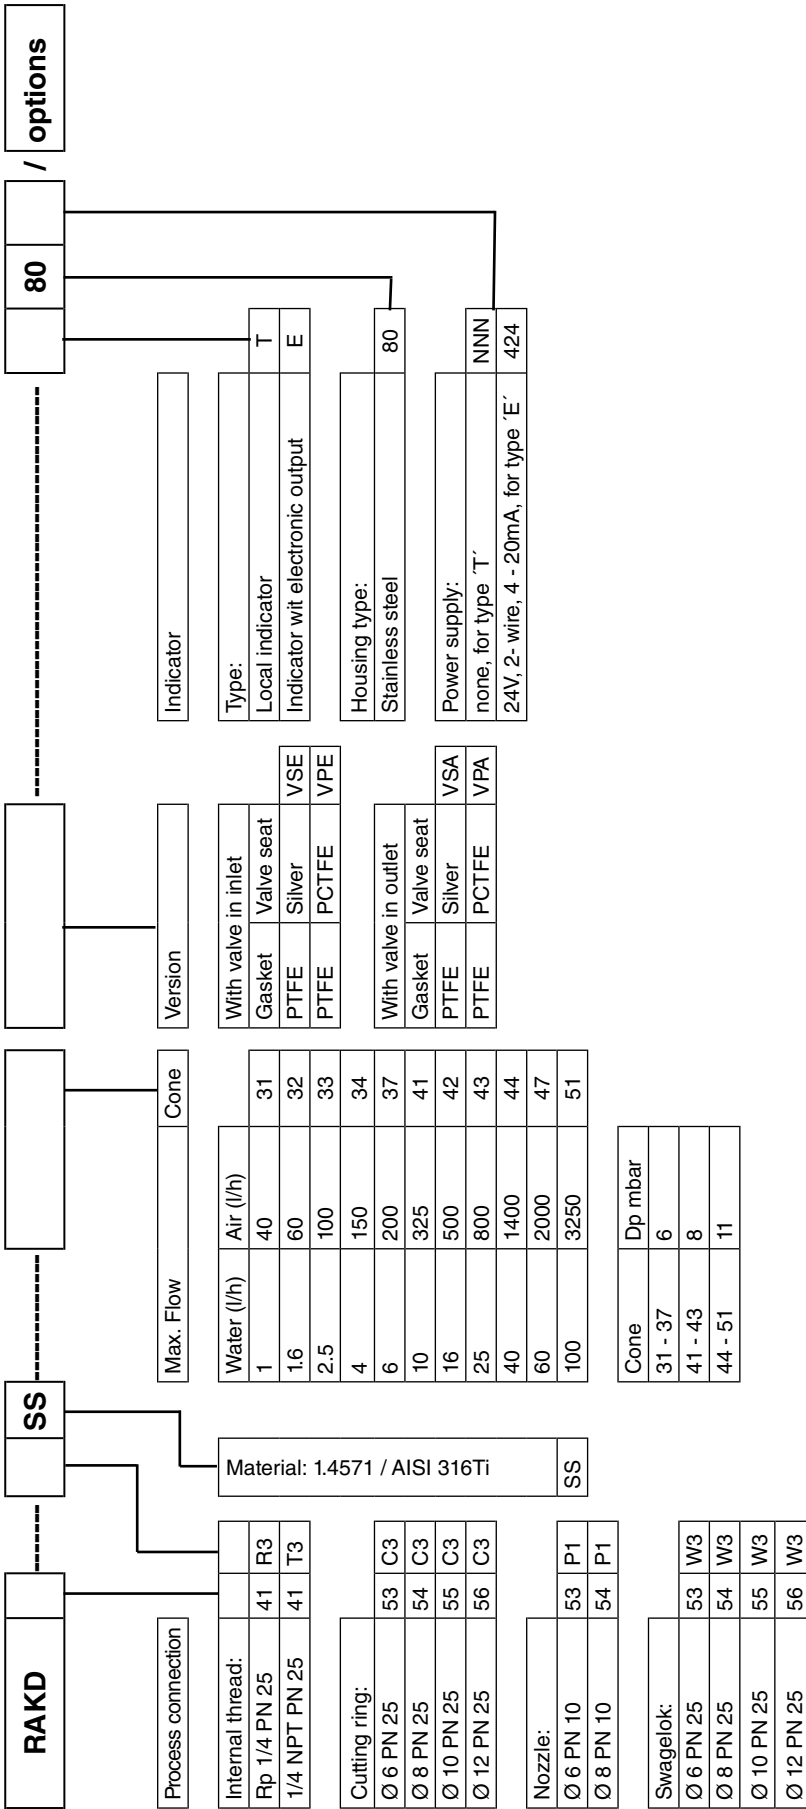 RAKD SS 80 / options
Process connection
Internal thread:
Rp 1/4 PN 25 41 R3
1/4 NPT PN 25 41 T3
Cutting ring:
Ø 6 PN 25 53 C3
Ø 8 PN 25 54 C3
Ø 10 PN 25 55 C3
Ø 12 PN 25 56 C3
Nozzle:
Ø 6 PN 10 53 P1
Ø 8 PN 10 54 P1
Swagelok:
Ø 6 PN 25 53 W3
Ø 8 PN 25 54 W3
Ø 10 PN 25 55 W3
Ø 12 PN 25 56 W3
Material: 1.4571 / AISI 316Ti SS
Max. Flow Cone
Water (l/h) Air (l/h)
1 40 31
1.6 60 32
2.5 100 33
4 150 34
6 200 37
10 325 41
16 500 42
25 800 43
40 1400 44
60 2000 47
100 3250 51
Cone Dp mbar
31 - 37 6
41 - 43 8
44 - 51 11
Version
With valve in inlet
Gasket Valve seat
PTFE Silver VSE
PTFE PCTFE VPE
With valve in outlet
Gasket Valve seat
PTFE Silver VSA
PTFE PCTFE VPA
Indicator
Type:
Local indicator T
Indicator wit electronic output E
Housing type:
Stainless steel 80
Power supply:
none, for type ´T´ NNN
24V, 2- wire, 4 - 20mA, for type ´E´ 424